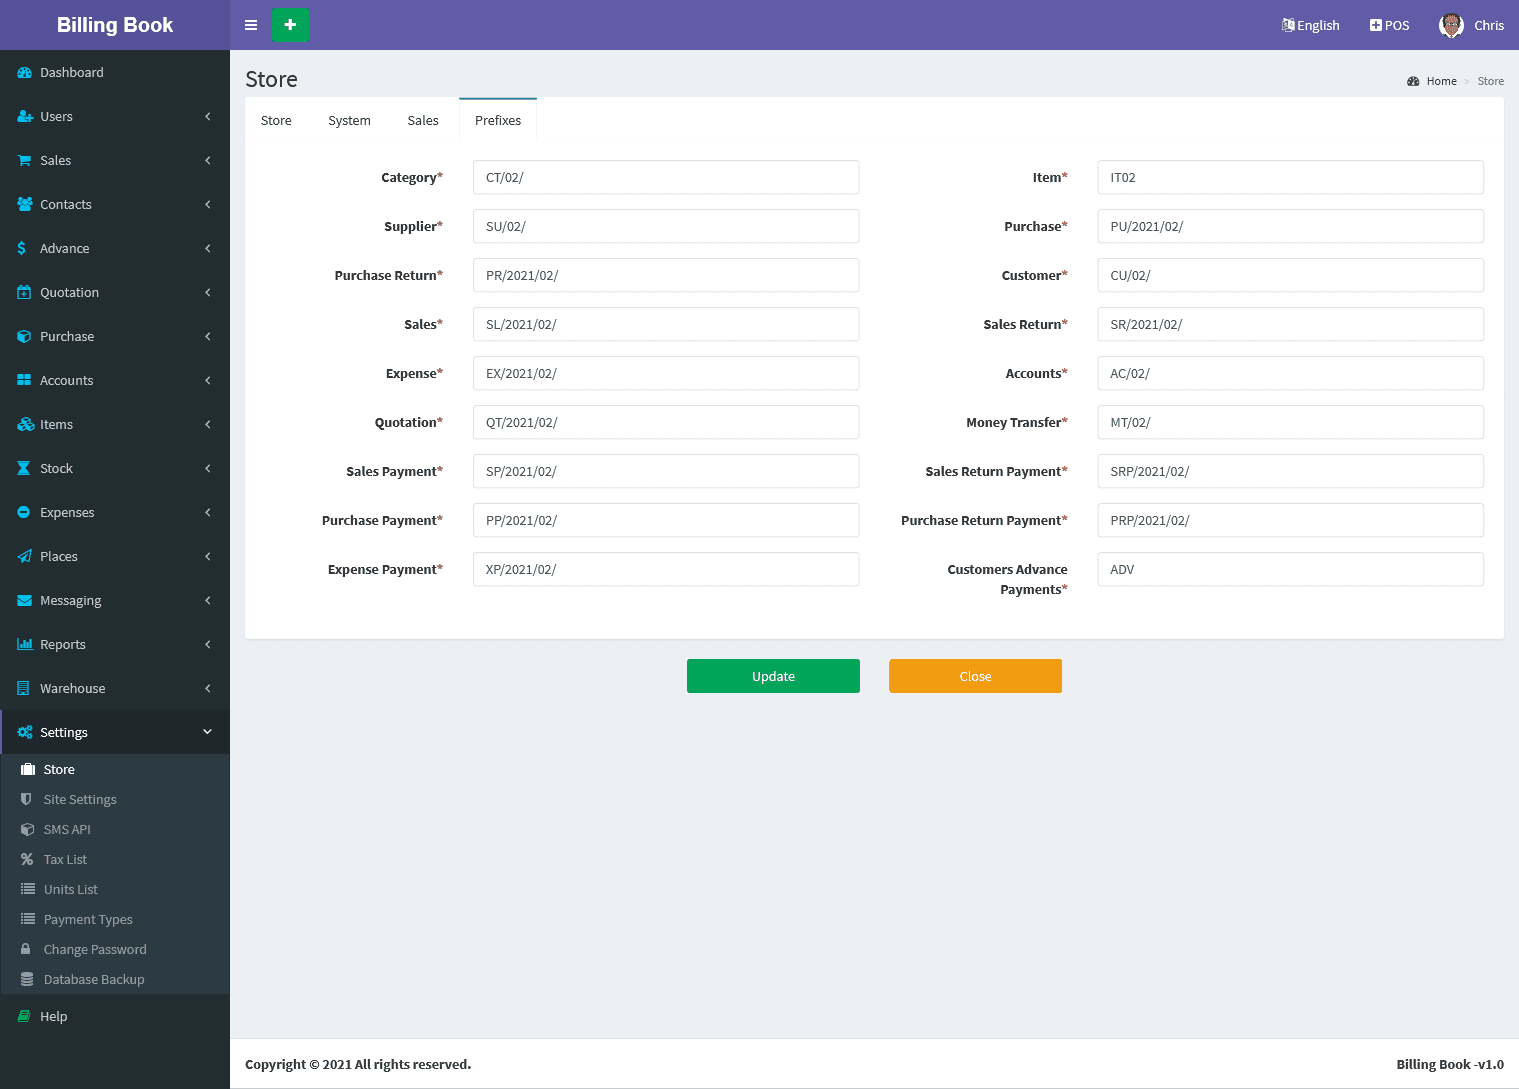 Billing Book
English
POS
Chris
Dashboard
Users
Sales
Contacts
Advance
Quotation
Purchase
Accounts
Items
Stock
Expenses
Places
Messaging
Reports
Warehouse
Settings
Store
Site Settings
SMS API
Tax List
Units List
Payment Types
Change Password
Database Backup
Help
Store
Home > Store
Store System Sales Prefixes
Category* CT/02/
Item* IT02
Supplier* SU/02/
Purchase* PU/2021/02/
Purchase Return* PR/2021/02/
Customer* CU/02/
Sales* SL/2021/02/
Sales Return* SR/2021/02/
Expense* EX/2021/02/
Accounts* AC/02/
Quotation* QT/2021/02/
Money Transfer* MT/02/
Sales Payment* SP/2021/02/
Sales Return Payment* SRP/2021/02/
Purchase Payment* PP/2021/02/
Purchase Return Payment* PRP/2021/02/
Expense Payment* XP/2021/02/
Customers Advance
Payments* ADV
Update
Close
Copyright © 2021 All rights reserved.
Billing Book -v1.0